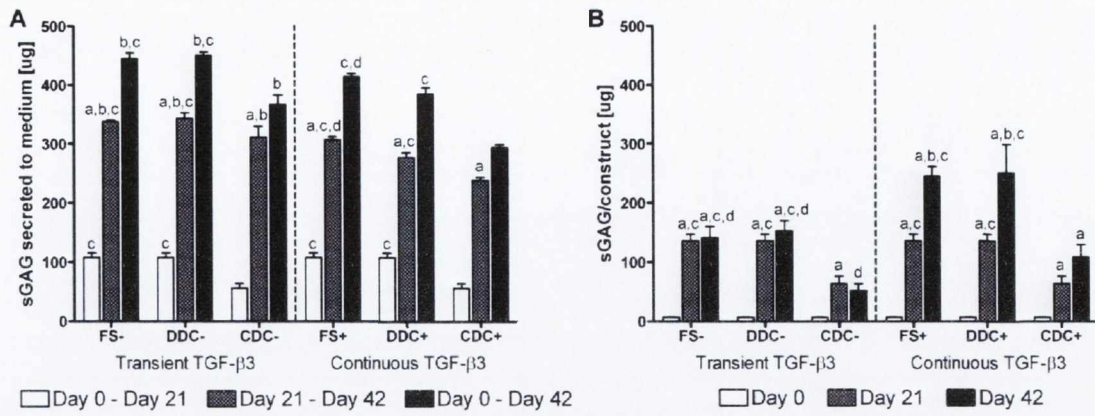 A
sGAG secreted to medium [ug]
500
400
300
200
100
0
b,c
b,c
b
a,b,c
a,b,c
a,b
c
c
c,d
c
a,c,d
a,c
a
c
c
FS-
DDC-
CDC-
FS+
DDC+
CDC+
Transient TGF-β3
Continuous TGF-β3
Day 0 - Day 21
Day 21 - Day 42
Day 0 - Day 42
B
sGAG/construct [ug]
500
400
300
200
100
0
a,c
a,c,d
a,c
a,c,d
a
d
a,b,c
a,b,c
a,c
a,c
a
a
FS-
DDC-
CDC-
FS+
DDC+
CDC+
Transient TGF-β3
Continuous TGF-β3
Day 0
Day 21
Day 42